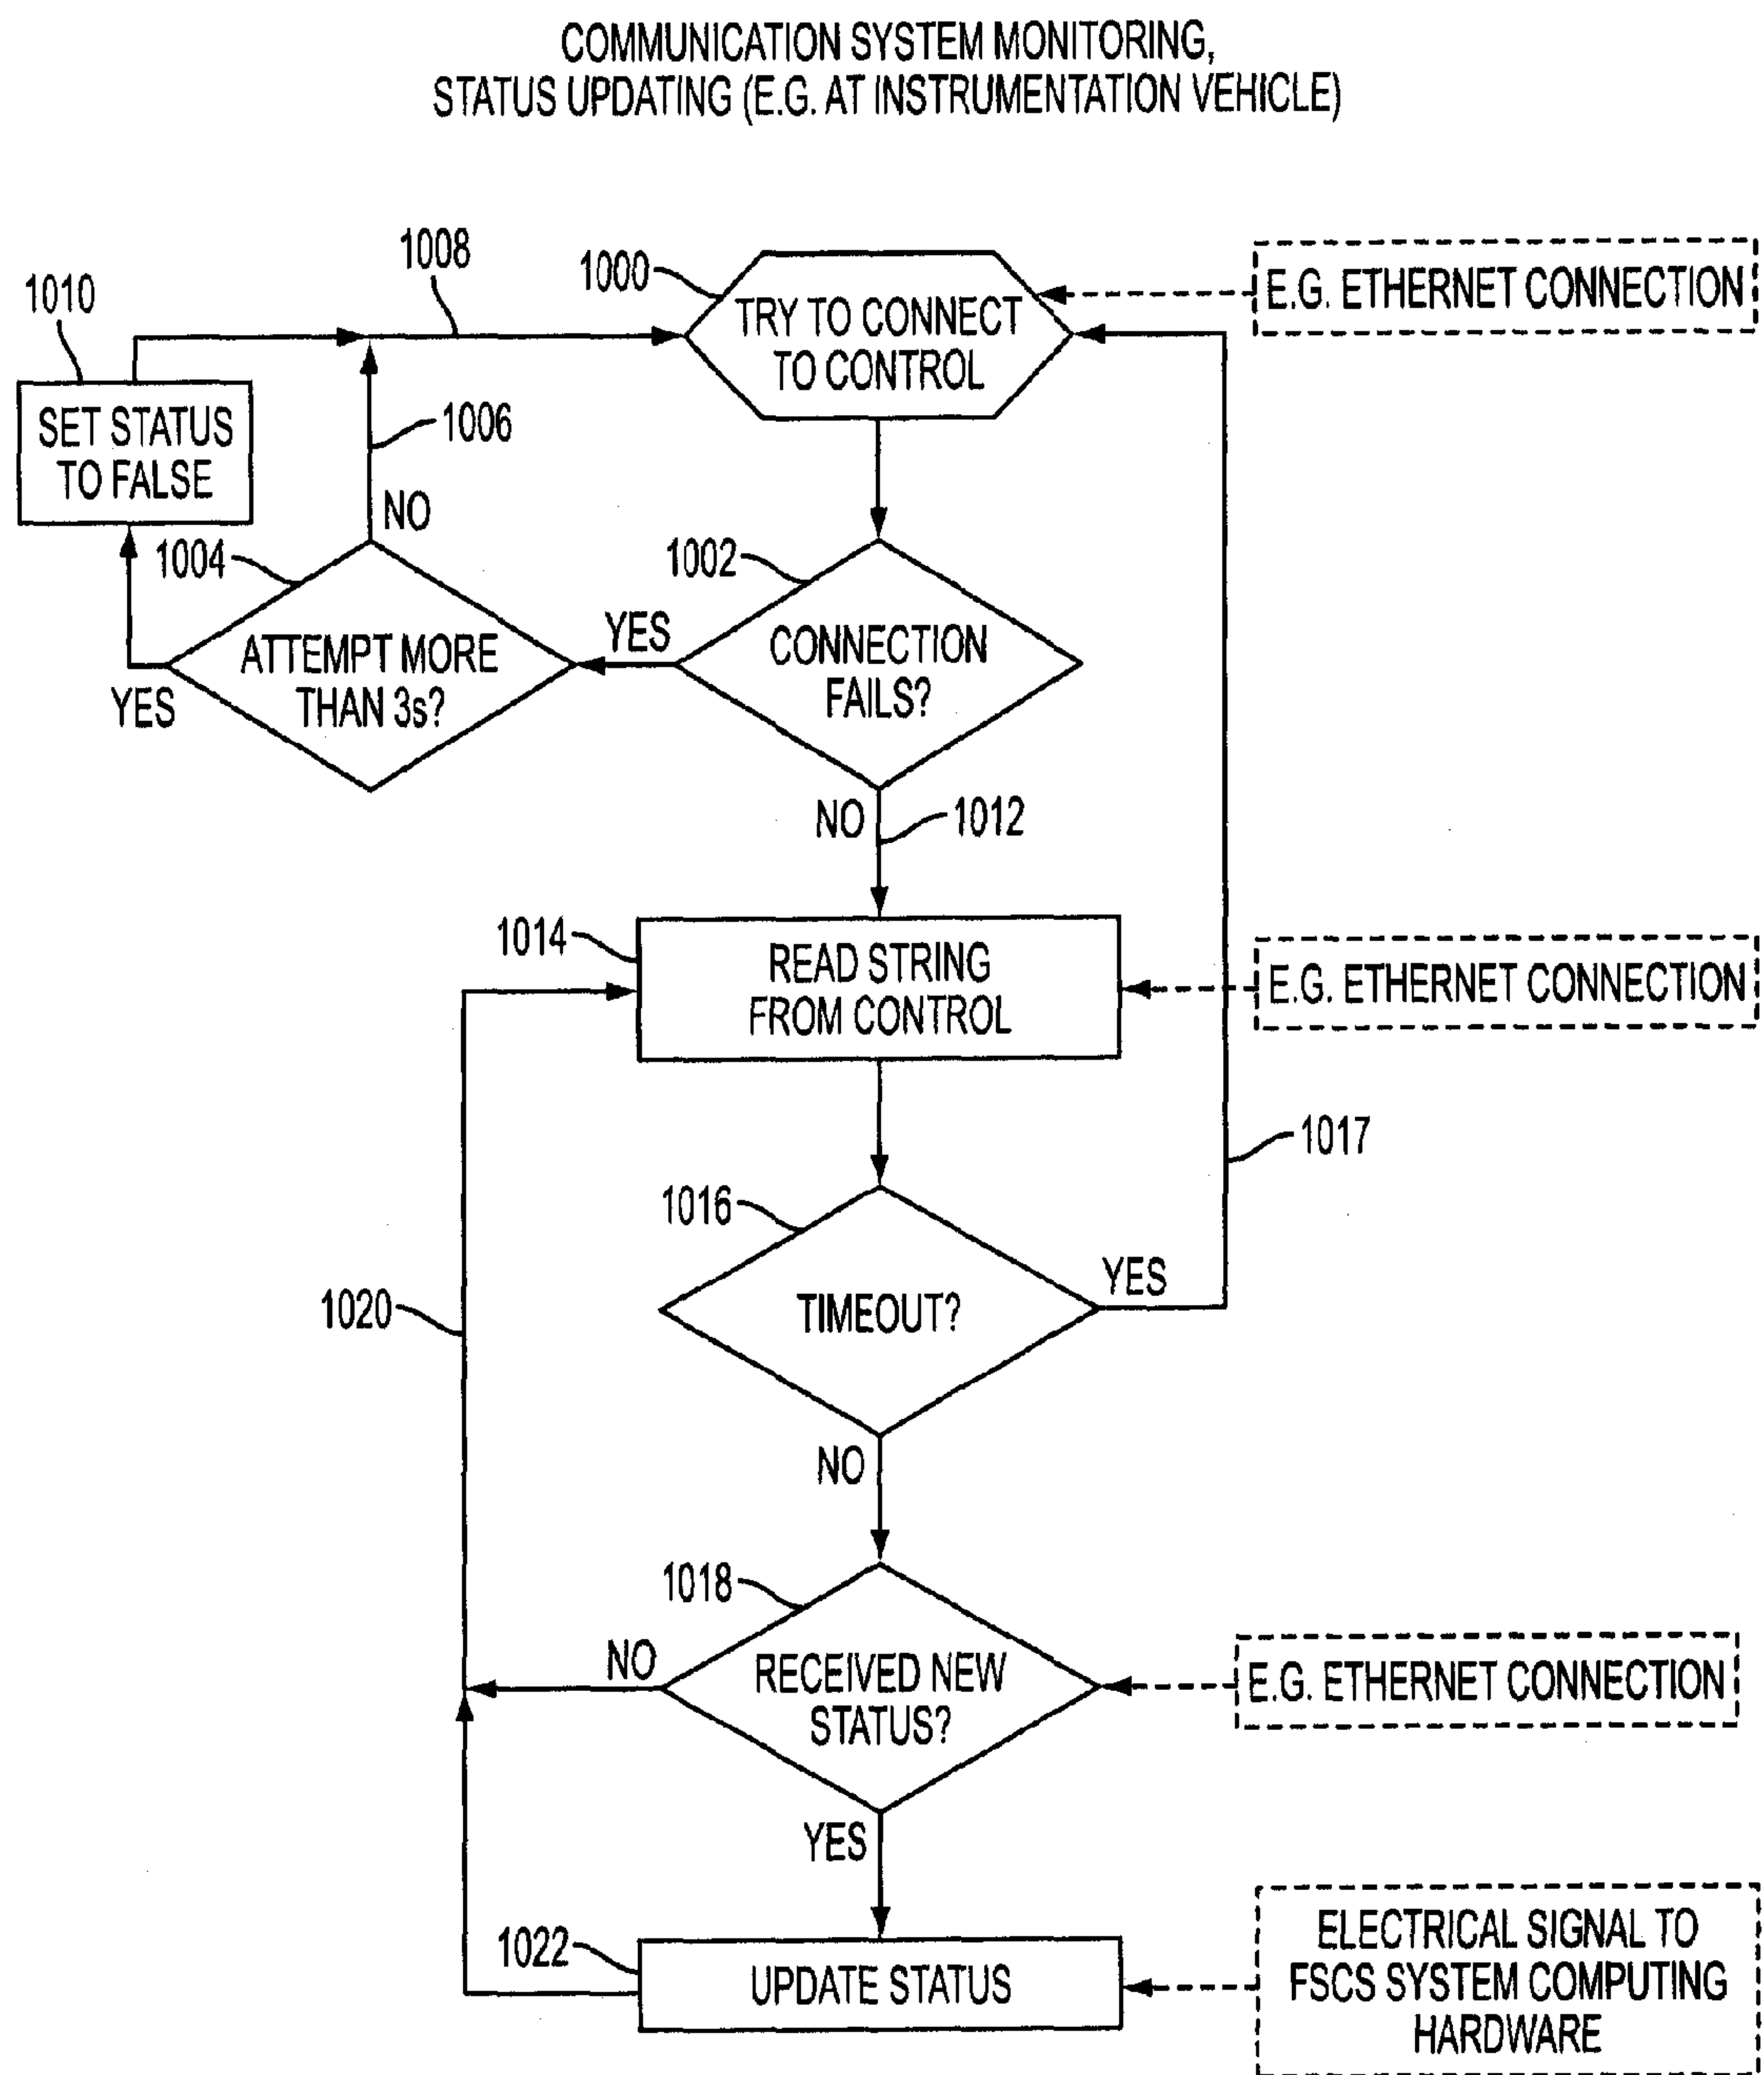 COMMUNICATION SYSTEM MONITORING,
STATUS UPDATING (E.G. AT INSTRUMENTATION VEHICLE)
1008
1000
1010
E.G. ETHERNET CONNECTION
TRY TO CONNECT
TO CONTROL
SET STATUS
TO FALSE
1006
NO
1004
1002
YES
ATTEMPT MORE
THAN 3s?
CONNECTION
FAILS?
YES
NO
1012
1014
READ STRING
FROM CONTROL
E.G. ETHERNET CONNECTION
1017
1016
YES
TIMEOUT?
1020
NO
1018
NO
RECEIVED NEW
STATUS?
E.G. ETHERNET CONNECTION
YES
1022
UPDATE STATUS
ELECTRICAL SIGNAL TO
FSCS SYSTEM COMPUTING
HARDWARE